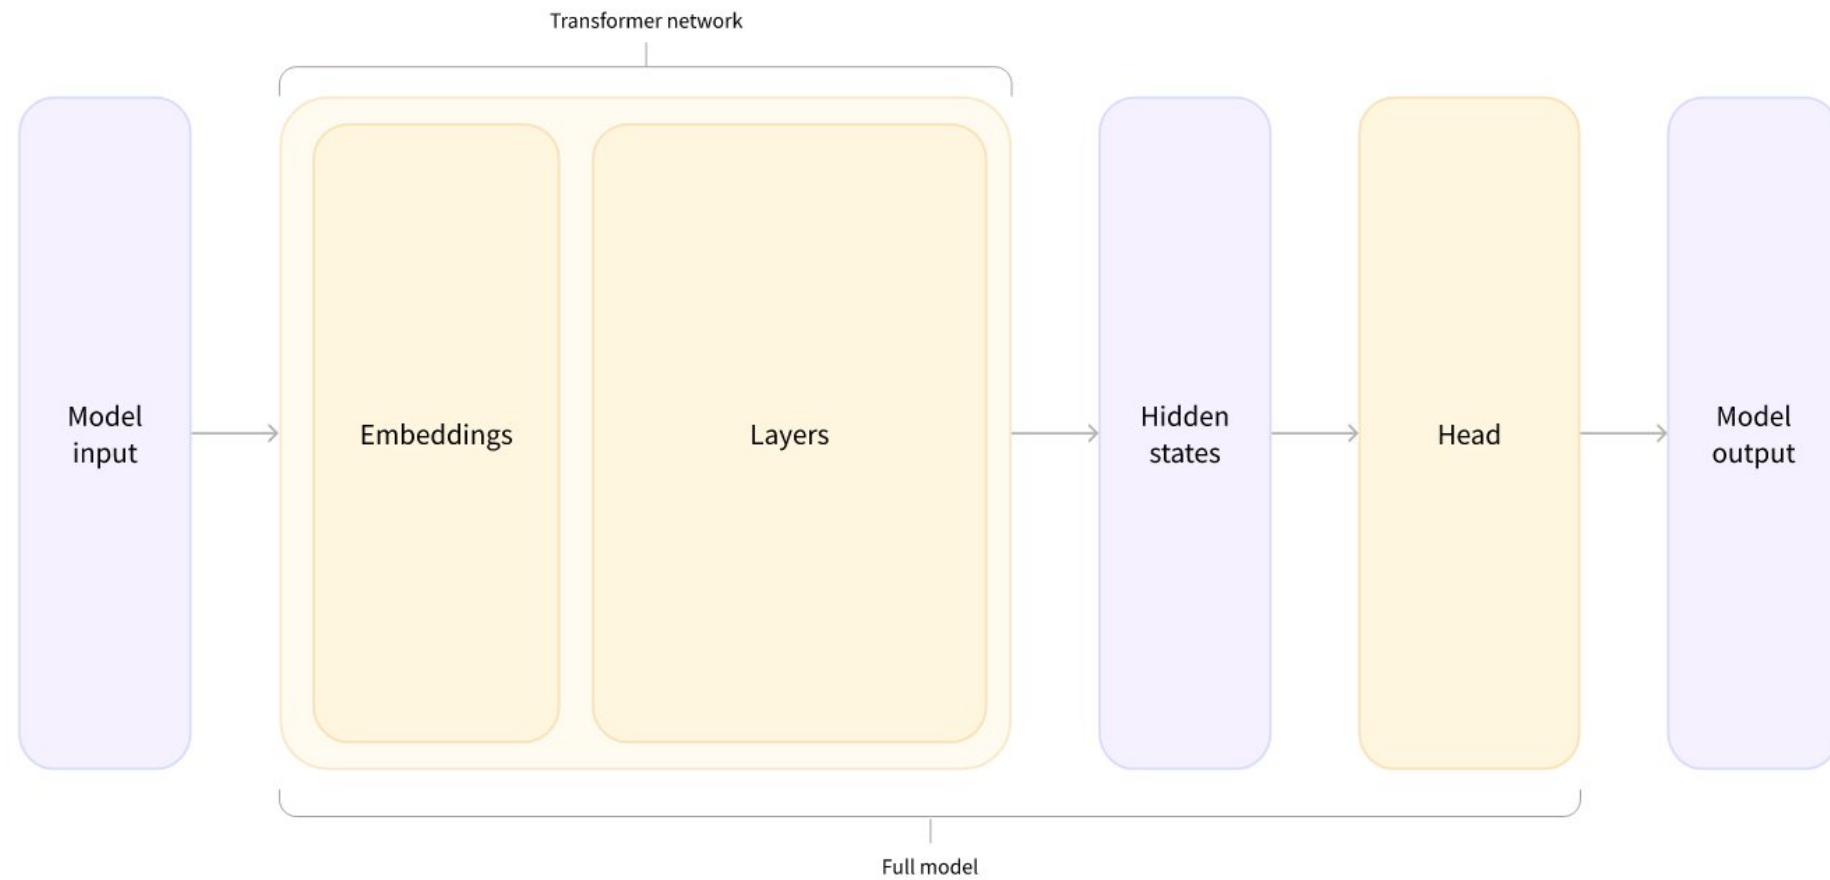 Transformer network
Model
input
Embeddings
Layers
Hidden
states
Head
Model
output
Full model